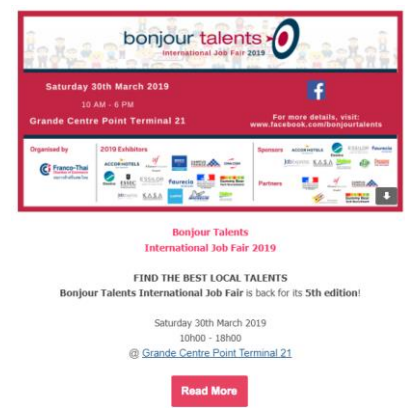 bonjour talents
International Job Fair 2019
Saturday 30th March 2019
10 AM - 6 PM
Grande Centre Point Terminal 21
For more details, visit:
www.facebook.com/bonjourtalents
Organised by
2019 Exhibitors
Sponsors
Franco-Thai
ACCORHOTELS
ESSEC
Faurecia
KASA
Partners
Bonjour Talents
International Job Fair 2019
FIND THE BEST LOCAL TALENTS
Bonjour Talents International Job Fair is back for its 5th edition!
Saturday 30th March 2019
10h00 - 18h00
@ Grande Centre Point Terminal 21
Read More